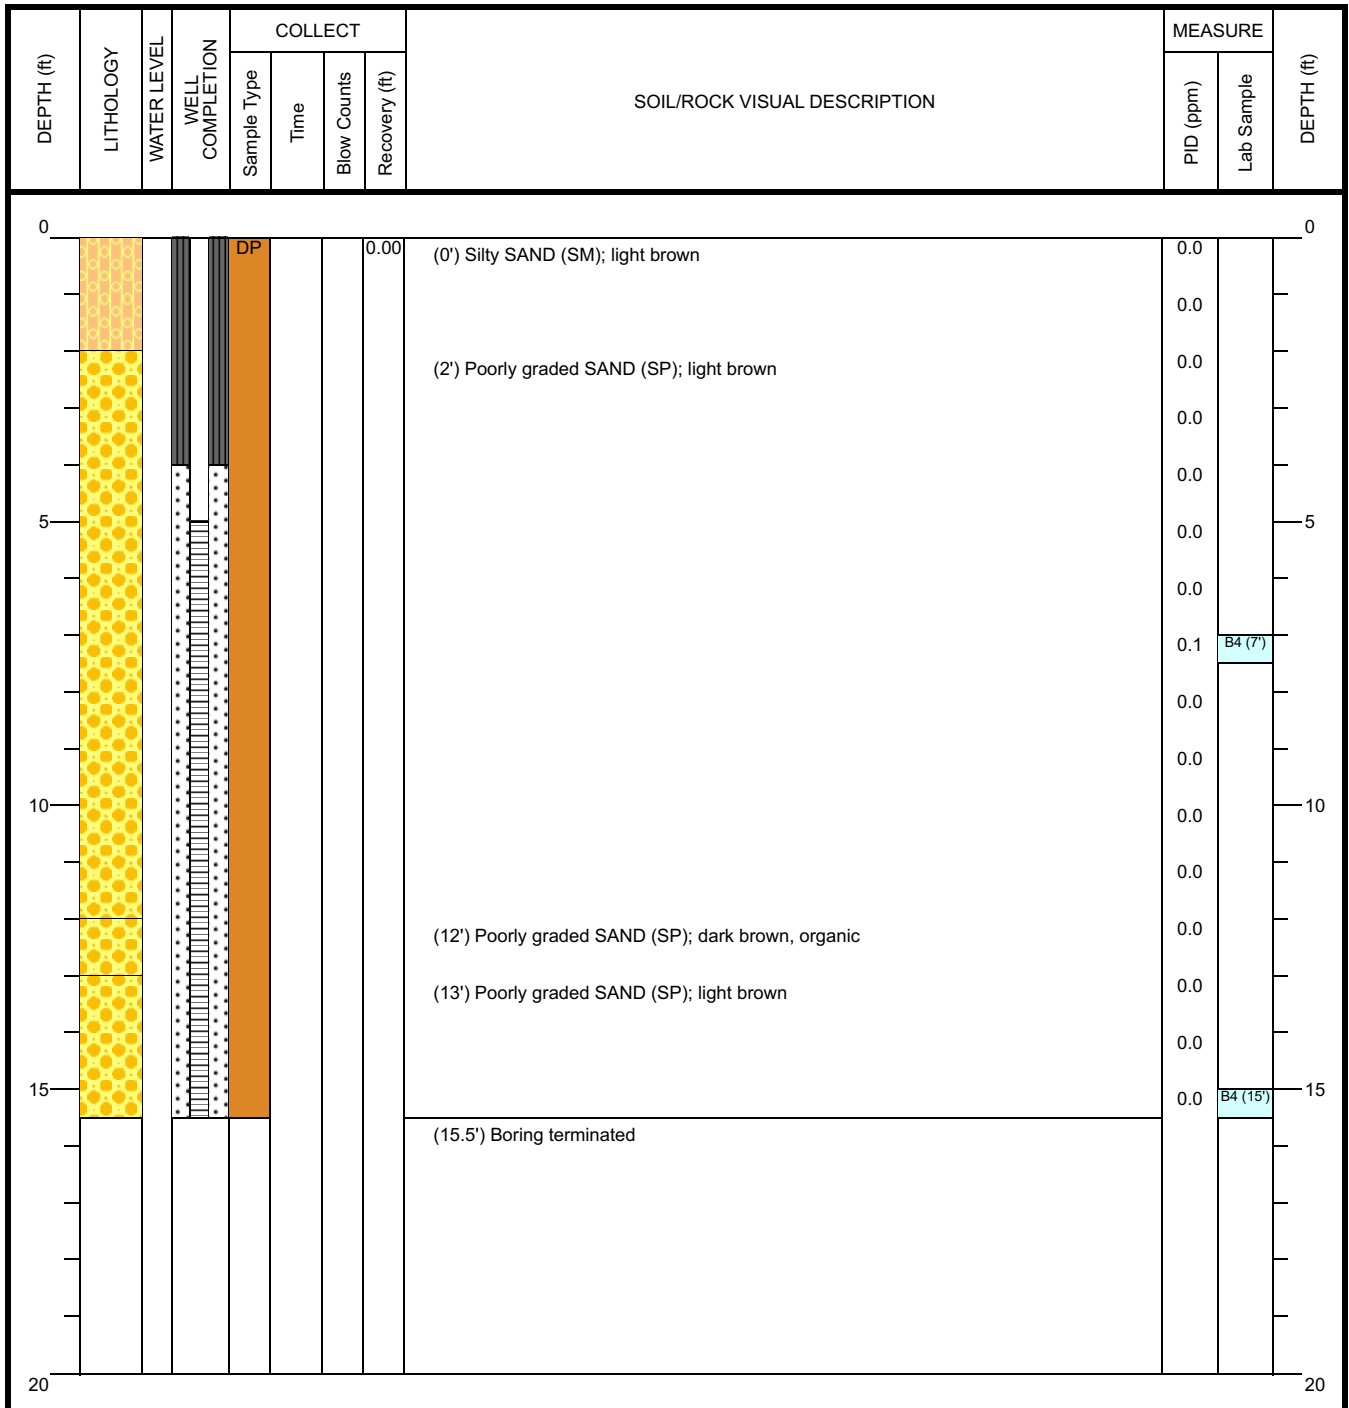 DEPTH (ft)
LITHOLOGY
WATER LEVEL
WELL
COMPLETION
COLLECT
Sample Type
Time
Blow Counts
Recovery (ft)
SOIL/ROCK VISUAL DESCRIPTION
MEASURE
PID (ppm)
Lab Sample
DEPTH (ft)
0
0
DP
0.00
(0') Silty SAND (SM); light brown
0.0
0.0
(2') Poorly graded SAND (SP); light brown
0.0
0.0
0.0
5
5
0.0
0.0
0.1
B4 (7')
0.0
0.0
10
10
0.0
0.0
(12') Poorly graded SAND (SP); dark brown, organic
0.0
(13') Poorly graded SAND (SP); light brown
0.0
0.0
15
15
0.0
B4 (15')
(15.5') Boring terminated
20
20